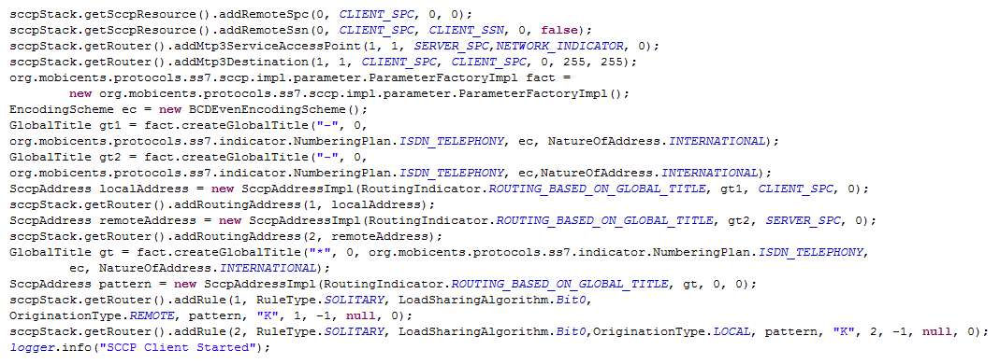 sccpStack.getSccpResource().addRemoteSpc(0, CLIENT_SPC, 0, 0);
sccpStack.getSccpResource().addRemoteSsn(0, CLIENT_SPC, CLIENT_SSN, 0, false);
sccpStack.getRouter().addMtp3ServiceAccessPoint(1, 1, SERVER_SPC,NETWORK_INDICATOR, 0);
sccpStack.getRouter().addMtp3Destination(1, 1, CLIENT_SPC, CLIENT_SPC, 0, 255, 255);
org.mobicents.protocols.ss7.sccp.impl.parameter.ParameterFactoryImpl fact =
new org.mobicents.protocols.ss7.sccp.impl.parameter.ParameterFactoryImpl();
EncodingScheme ec = new BCDEvenEncodingScheme();
GlobalTitle gt1 = fact.createGlobalTitle("-", 0,
org.mobicents.protocols.ss7.indicator.NumberingPlan.ISDN_TELEPHONY, ec, NatureOfAddress.INTERNATIONAL);
GlobalTitle gt2 = fact.createGlobalTitle("-", 0,
org.mobicents.protocols.ss7.indicator.NumberingPlan.ISDN_TELEPHONY, ec,NatureOfAddress.INTERNATIONAL);
SccpAddress localAddress = new SccpAddressImpl(RoutingIndicator.ROUTING_BASED_ON_GLOBAL_TITLE, gt1, CLIENT_SPC, 0);
sccpStack.getRouter().addRoutingAddress(1, localAddress);
SccpAddress remoteAddress = new SccpAddressImpl(RoutingIndicator.ROUTING_BASED_ON_GLOBAL_TITLE, gt2, SERVER_SPC, 0);
sccpStack.getRouter().addRoutingAddress(2, remoteAddress);
GlobalTitle gt = fact.createGlobalTitle("*", 0, org.mobicents.protocols.ss7.indicator.NumberingPlan.ISDN_TELEPHONY,
ec, NatureOfAddress.INTERNATIONAL);
SccpAddress pattern = new SccpAddressImpl(RoutingIndicator.ROUTING_BASED_ON_GLOBAL_TITLE, gt, 0, 0);
sccpStack.getRouter().addRule(1, RuleType.SOLITARY, LoadSharingAlgorithm.Bit0,
OriginationType.REMOTE, pattern, "K", 1, -1, null, 0);
sccpStack.getRouter().addRule(2, RuleType.SOLITARY, LoadSharingAlgorithm.Bit0,OriginationType.LOCAL, pattern, "K", 2, -1, null, 0);
logger.info("SCCP Client Started");